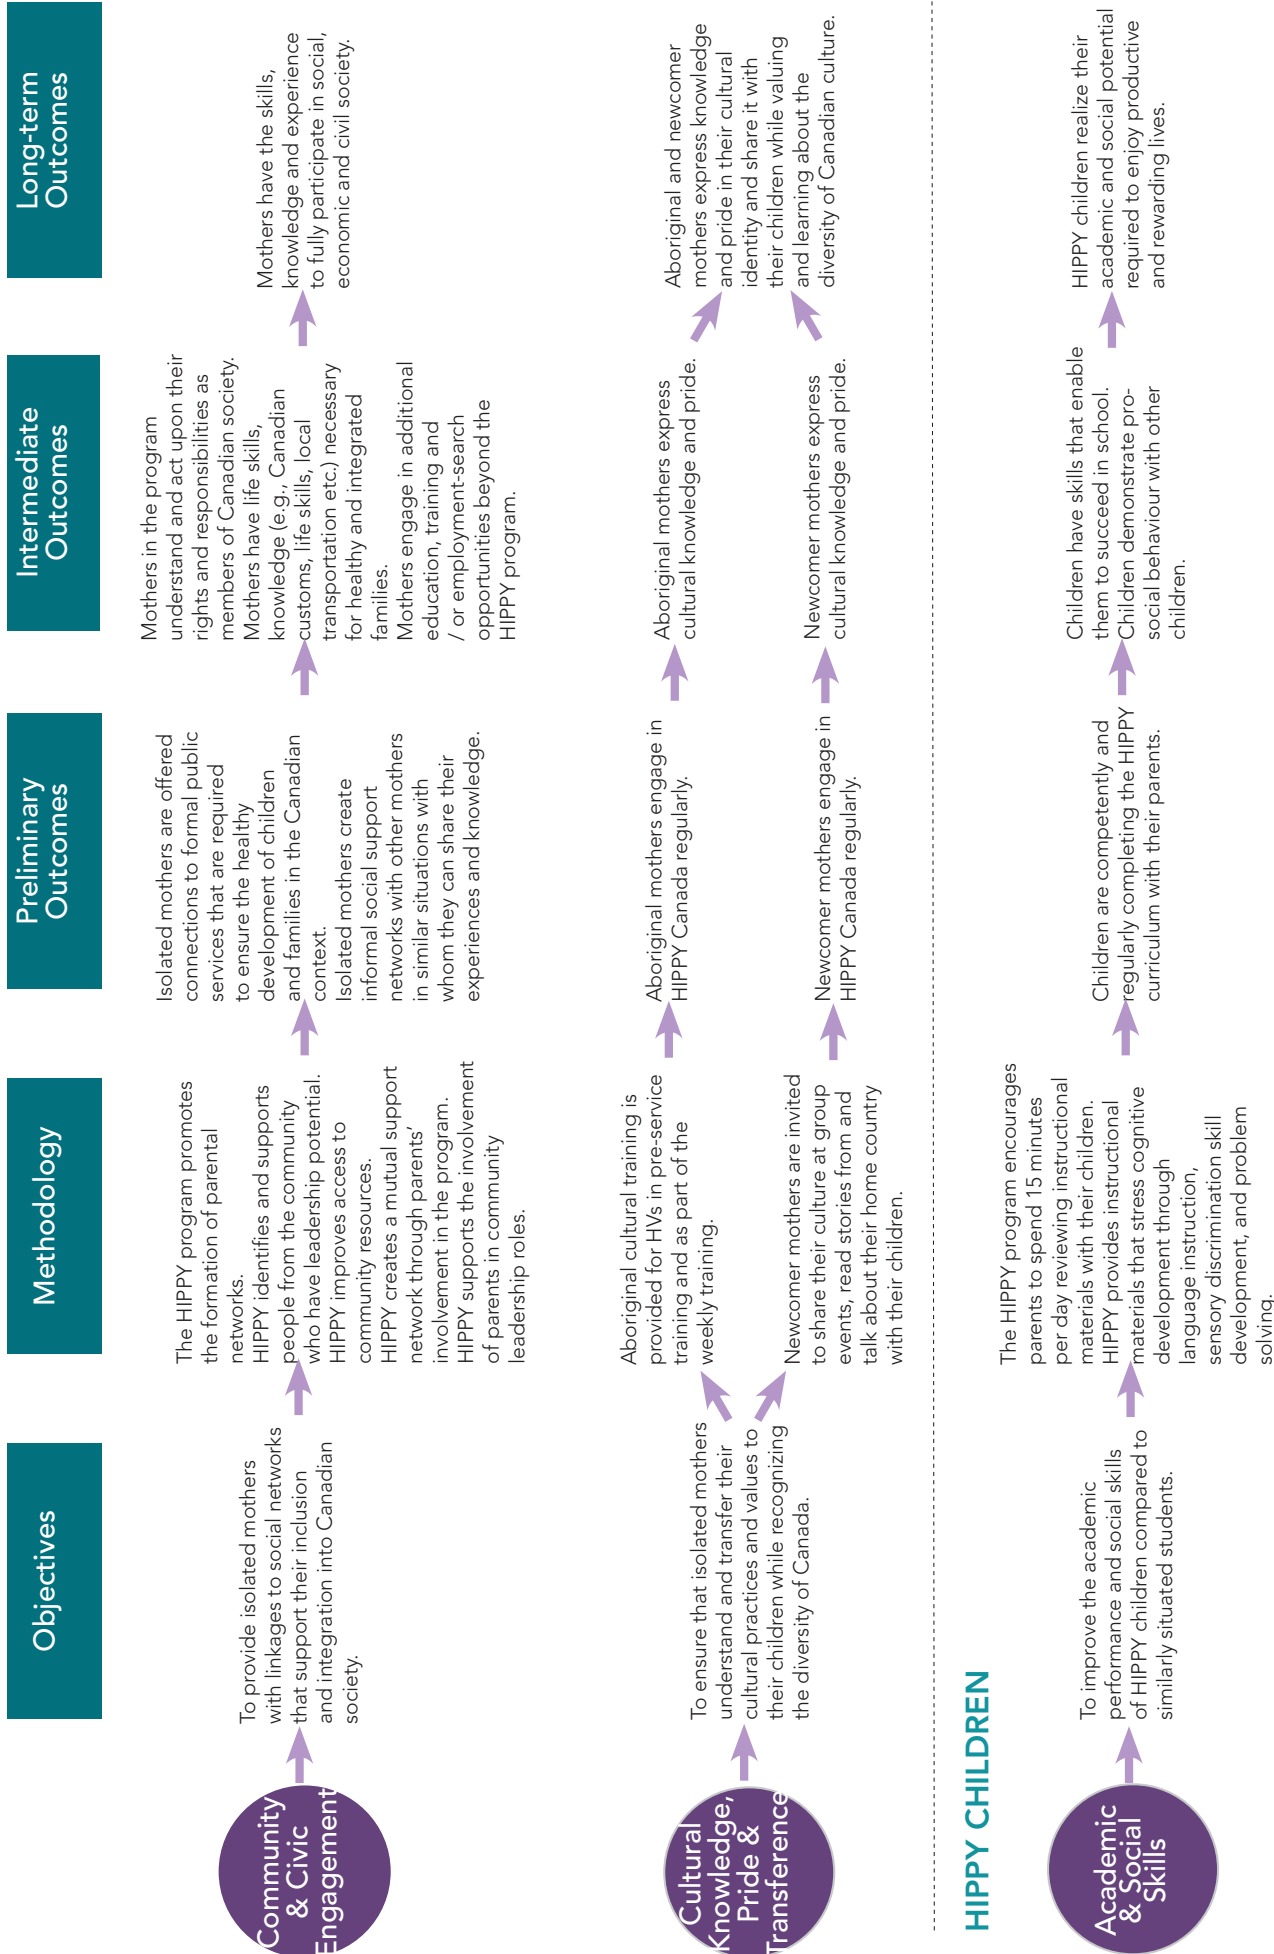 Objectives
Methodology
Preliminary
Outcomes
Intermediate
Outcomes
Long-term
Outcomes
Community
& Civic
Engagement
To provide isolated mothers
with linkages to social networks
that support their inclusion
and integration into Canadian
society.
The HIPPY program promotes
the formation of parental
networks.
HIPPY identifies and supports
people from the community
who have leadership potential.
HIPPY improves access to
community resources.
HIPPY creates a mutual support
network through parents’
involvement in the program.
HIPPY supports the involvement
of parents in community
leadership roles.
Isolated mothers are offered
connections to formal public
services that are required
to ensure the healthy
development of children
and families in the Canadian
context.
Isolated mothers create
informal social support
networks with other mothers
in similar situations with
whom they can share their
experiences and knowledge.
Mothers in the program
understand and act upon their
rights and responsibilities as
members of Canadian society.
Mothers have life skills,
knowledge (e.g., Canadian
customs, life skills, local
transportation etc.) necessary
for healthy and integrated
families.
Mothers engage in additional
education, training and
/ or employment-search
opportunities beyond the
HIPPY program.
Mothers have the skills,
knowledge and experience
to fully participate in social,
economic and civil society.
Cultural
Knowledge,
Pride &
Transference
To ensure that isolated mothers
understand and transfer their
cultural practices and values to
their children while recognizing
the diversity of Canada.
Aboriginal cultural training is
provided for HVs in pre-service
training and as part of the
weekly training.
Aboriginal mothers engage in
HIPPY Canada regularly.
Aboriginal mothers express
cultural knowledge and pride.
Newcomer mothers are invited
to share their culture at group
events, read stories from and
talk about their home country
with their children.
Newcomer mothers engage in
HIPPY Canada regularly.
Newcomer mothers express
cultural knowledge and pride.
Aboriginal and newcomer
mothers express knowledge
and pride in their cultural
identity and share it with
their children while valuing
and learning about the
diversity of Canadian culture.
HIPPY CHILDREN
Academic
& Social
Skills
To improve the academic
performance and social skills
of HIPPY children compared to
similarly situated students.
The HIPPY program encourages
parents to spend 15 minutes
per day reviewing instructional
materials with their children.
HIPPY provides instructional
materials that stress cognitive
development through
language instruction,
sensory discrimination skill
development, and problem
solving.
Children are competently and
regularly completing the HIPPY
curriculum with their parents.
Children have skills that enable
them to succeed in school.
Children demonstrate pro-
social behaviour with other
children.
HIPPY children realize their
academic and social potential
required to enjoy productive
and rewarding lives.